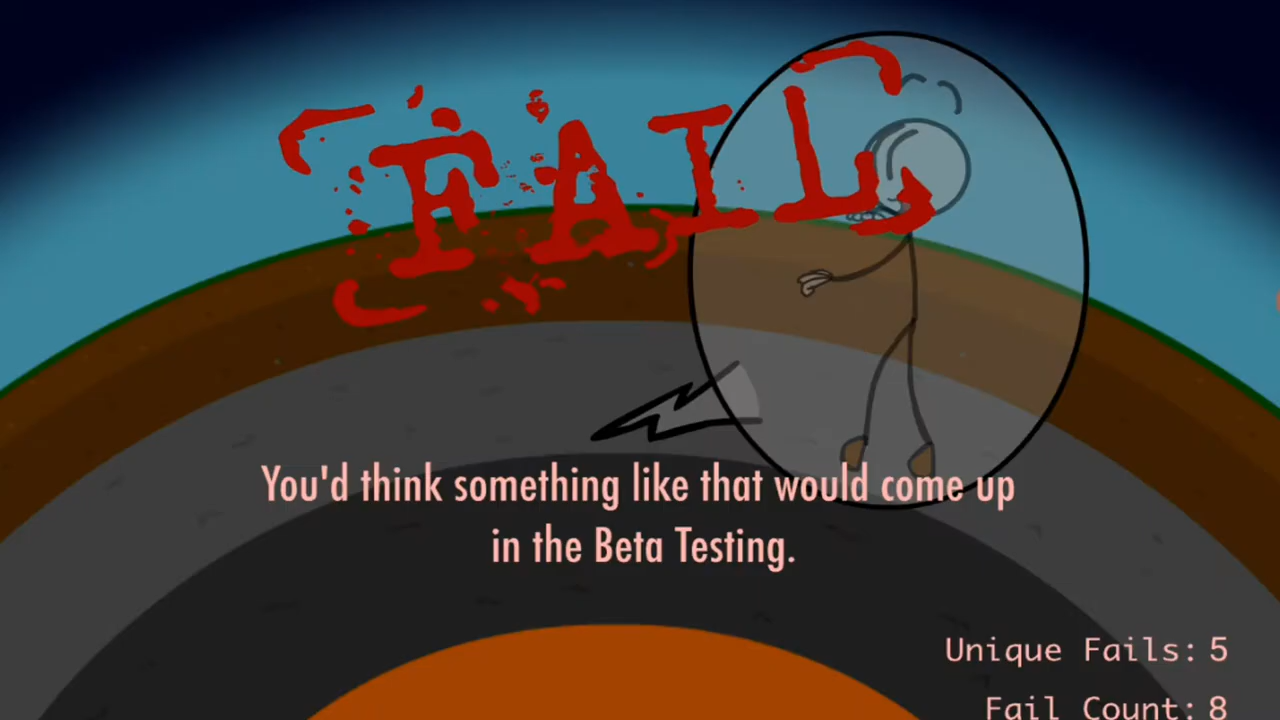 FAIL
You'd think something like that would come up
in the Beta Testing.
Unique Fails: 5
Fail Count: 8